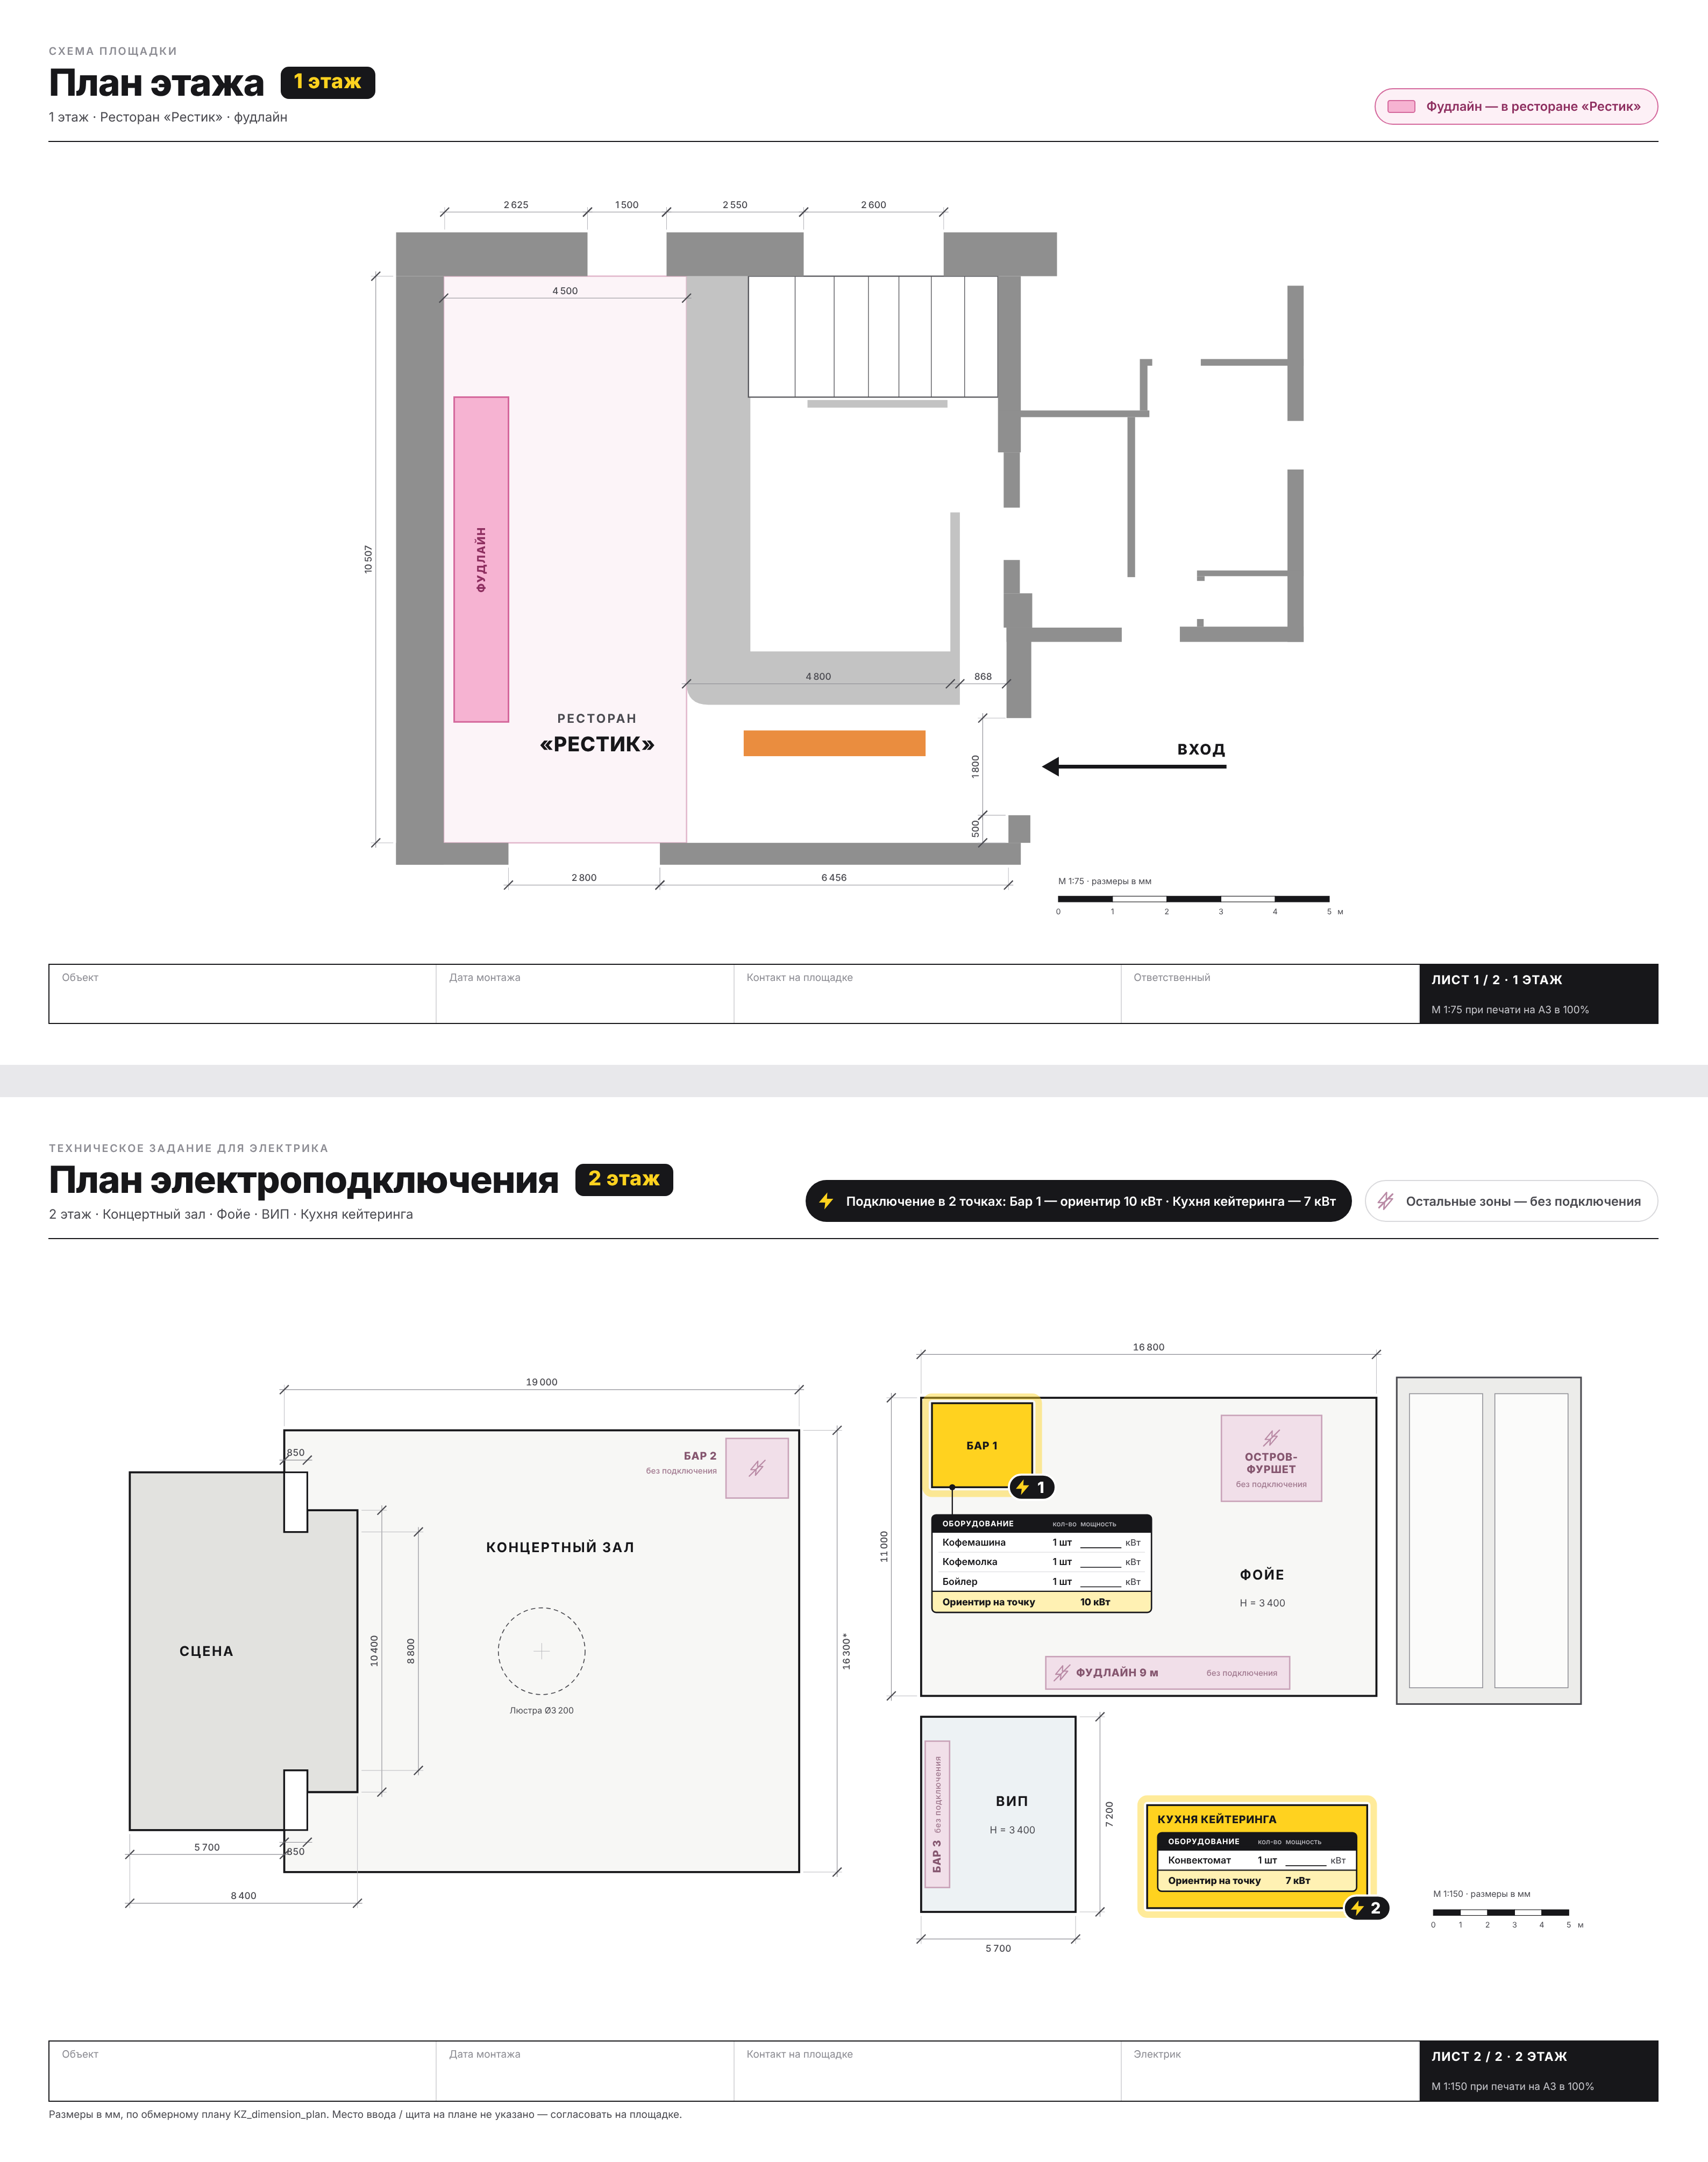 СХЕМА ПЛОЩАДКИ
План этажа 1 этаж
1 этаж · Ресторан «Рестик» · фудлайн
Фудлайн — в ресторане «Рестик»
2 625 1 500 2 550 2 600
4 500
10 507
ФУДЛАЙН
РЕСТОРАН
«РЕСТИК»
4 800 868
1 800
500
ВХОД
2 800 6 456
М 1:75 · размеры в мм
0 1 2 3 4 5 м
Объект
Дата монтажа
Контакт на площадке
Ответственный
ЛИСТ 1 / 2 · 1 ЭТАЖ
М 1:75 при печати на А3 в 100%
ТЕХНИЧЕСКОЕ ЗАДАНИЕ ДЛЯ ЭЛЕКТРИКА
План электроподключения 2 этаж
2 этаж · Концертный зал · Фойе · ВИП · Кухня кейтеринга
Подключение в 2 точках: Бар 1 — ориентир 10 кВт · Кухня кейтеринга — 7 кВт
Остальные зоны — без подключения
19 000
850
БАР 2
без подключения
КОНЦЕРТНЫЙ ЗАЛ
СЦЕНА
10 400
8 800
Люстра Ø3 200
16 300*
5 700
850
8 400
16 800
11 000
БАР 1
1
ОБОРУДОВАНИЕ кол-во мощность
Кофемашина 1 шт ______ кВт
Кофемолка 1 шт ______ кВт
Бойлер 1 шт ______ кВт
Ориентир на точку 10 кВт
ОСТРОВ-
ФУРШЕТ
без подключения
ФОЙЕ
H = 3 400
ФУДЛАЙН 9 м без подключения
БАР 3 без подключения
ВИП
H = 3 400
7 200
5 700
КУХНЯ КЕЙТЕРИНГА
ОБОРУДОВАНИЕ кол-во мощность
Конвектомат 1 шт ______ кВт
Ориентир на точку 7 кВт
2
М 1:150 · размеры в мм
0 1 2 3 4 5 м
Объект
Дата монтажа
Контакт на площадке
Электрик
ЛИСТ 2 / 2 · 2 ЭТАЖ
М 1:150 при печати на А3 в 100%
Размеры в мм, по обмерному плану KZ_dimension_plan. Место ввода / щита на плане не указано — согласовать на площадке.